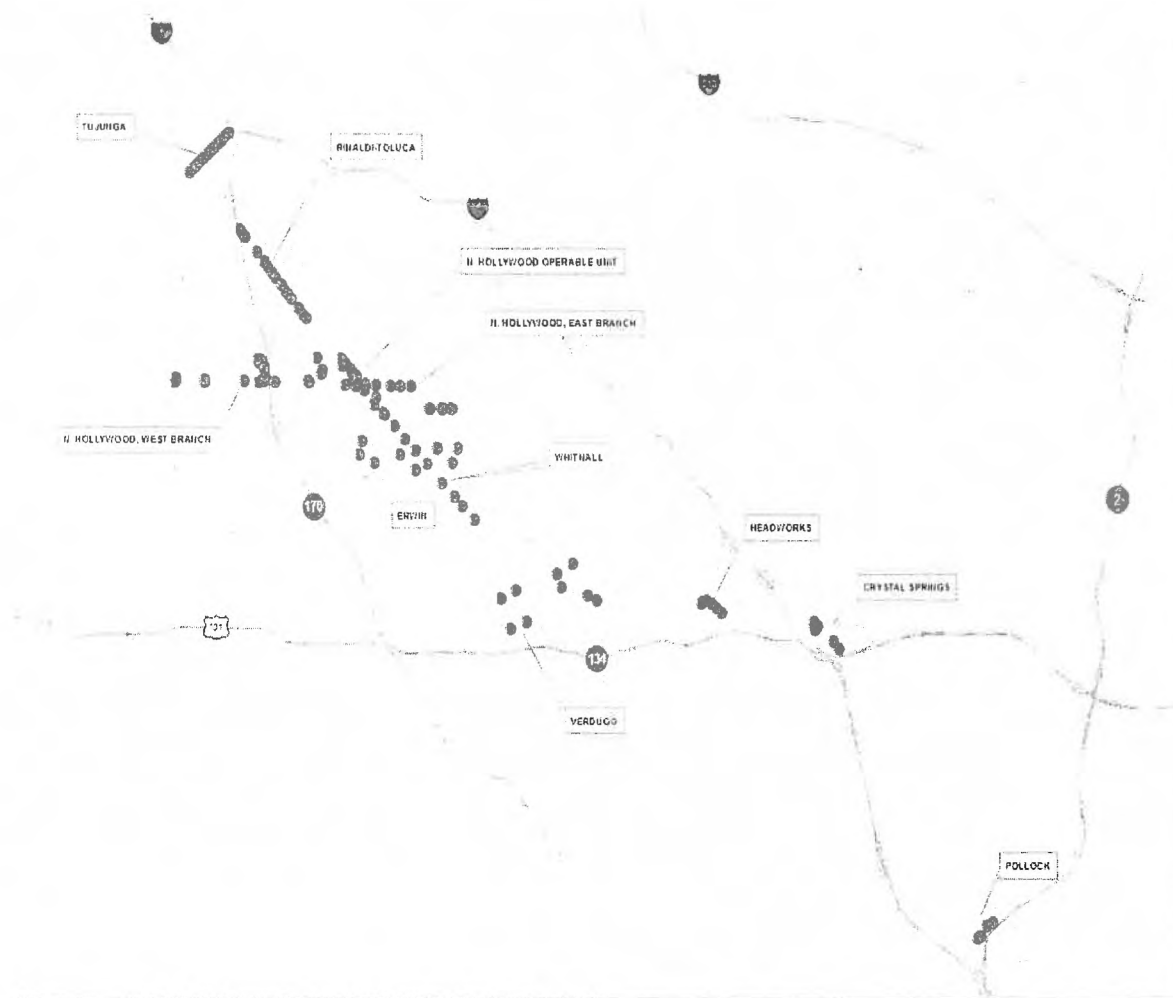 TUJUNGA
RINALDI-TOLUCA
N. HOLLYWOOD OPERABLE UNIT
N. HOLLYWOOD, EAST BRANCH
N. HOLLYWOOD, WEST BRANCH
WHITNALL
170
2
ERWIN
HEADWORKS
CRYSTAL SPRINGS
101
134
VERDUGO
POLLOCK